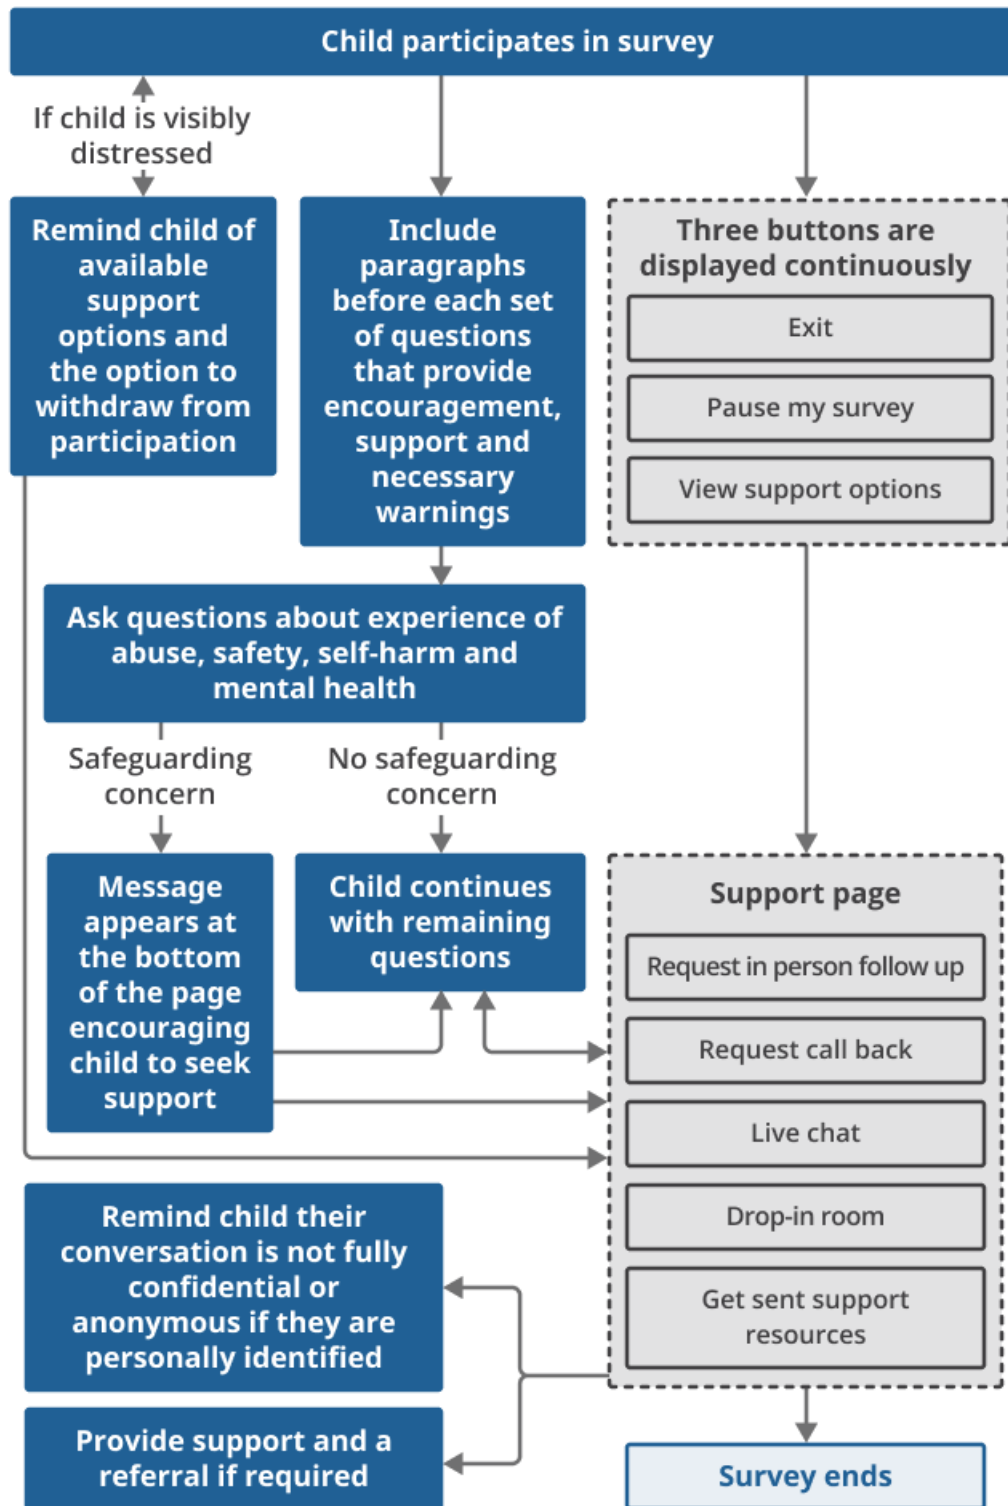 Child participates in survey
If child is visibly
distressed
Remind child of
available
support
options and
the option to
withdraw from
participation
Include
paragraphs
before each set
of questions
that provide
encouragement,
support and
necessary
warnings
Three buttons are
displayed continuously
Exit
Pause my survey
View support options
Ask questions about experience of
abuse, safety, self-harm and
mental health
Safeguarding
concern
No safeguarding
concern
Message
appears at
the bottom
of the page
encouraging
child to seek
support
Child continues
with remaining
questions
Support page
Request in person follow up
Request call back
Live chat
Drop-in room
Get sent support
resources
Remind child their
conversation is not fully
confidential or
anonymous if they are
personally identified
Provide support and a
referral if required
Survey ends